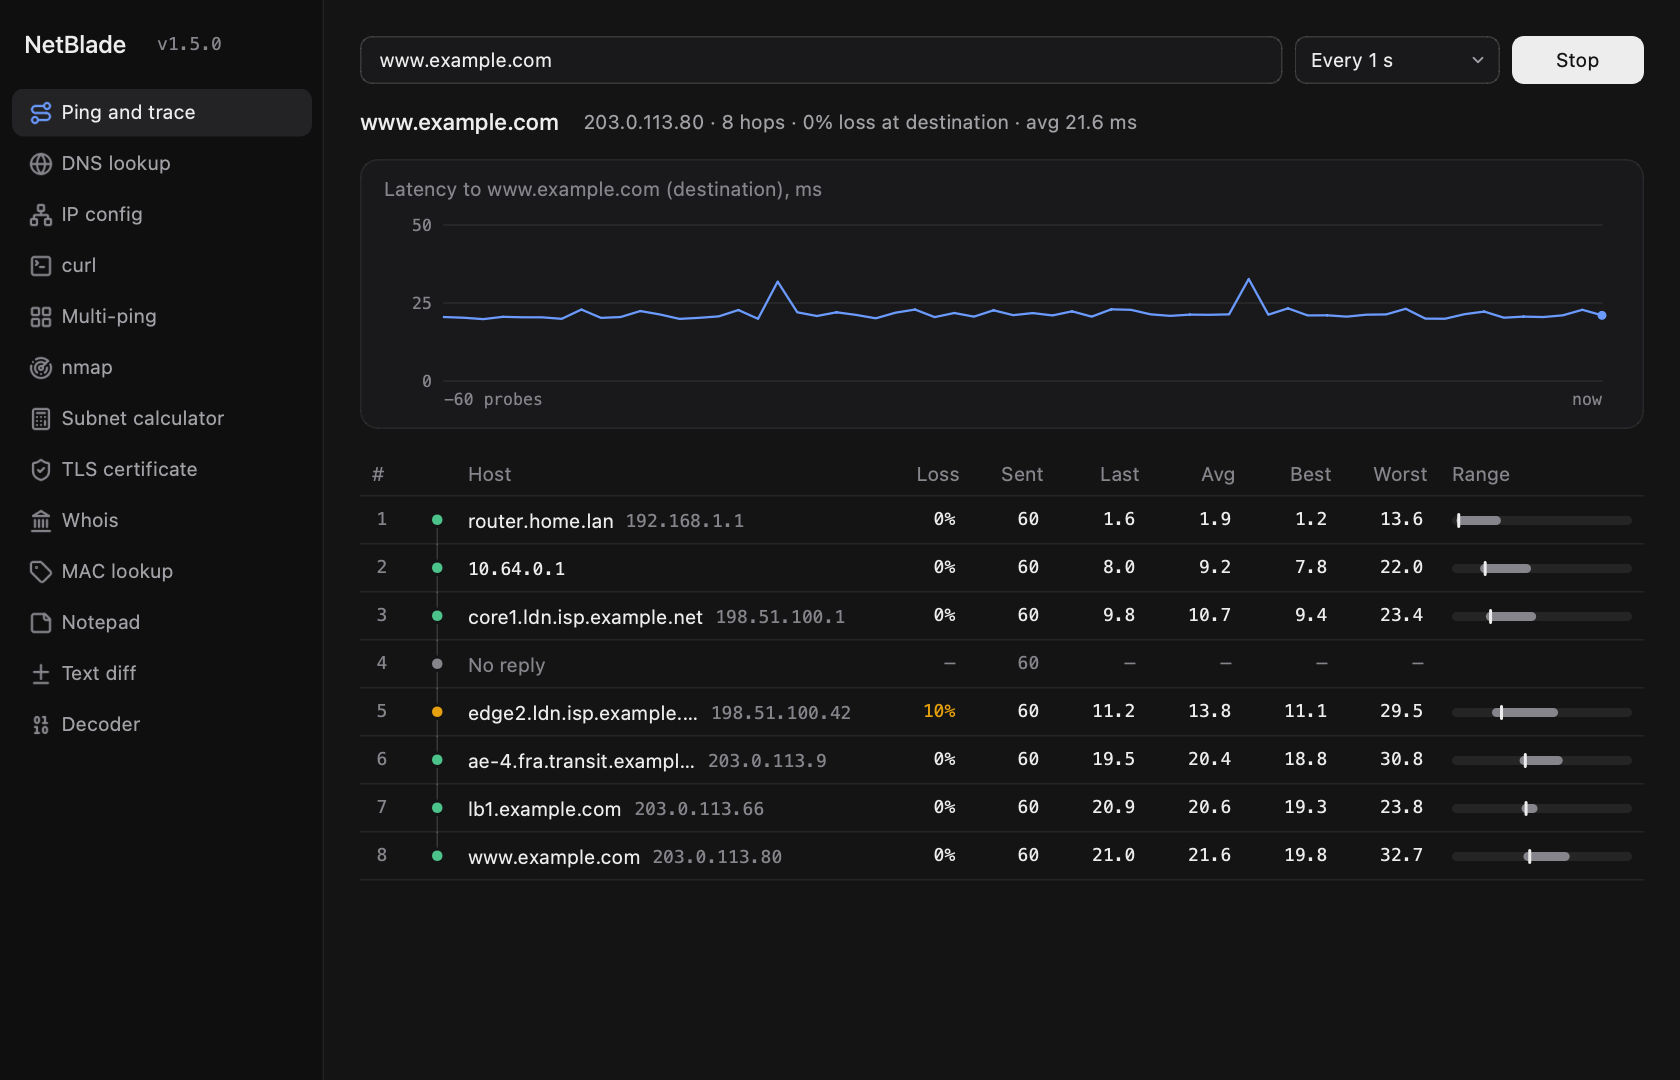 NetBlade v1.5.0
Ping and trace
DNS lookup
IP config
curl
Multi-ping
nmap
Subnet calculator
TLS certificate
Whois
MAC lookup
Notepad
Text diff
Decoder
www.example.com Every 1 s Stop
www.example.com 203.0.113.80 · 8 hops · 0% loss at destination · avg 21.6 ms
Latency to www.example.com (destination), ms
50
25
0
−60 probes now
# Host Loss Sent Last Avg Best Worst Range
1 router.home.lan 192.168.1.1 0% 60 1.6 1.9 1.2 13.6
2 10.64.0.1 0% 60 8.0 9.2 7.8 22.0
3 core1.ldn.isp.example.net 198.51.100.1 0% 60 9.8 10.7 9.4 23.4
4 No reply — 60 — — — —
5 edge2.ldn.isp.example.… 198.51.100.42 10% 60 11.2 13.8 11.1 29.5
6 ae-4.fra.transit.exampl… 203.0.113.9 0% 60 19.5 20.4 18.8 30.8
7 lb1.example.com 203.0.113.66 0% 60 20.9 20.6 19.3 23.8
8 www.example.com 203.0.113.80 0% 60 21.0 21.6 19.8 32.7